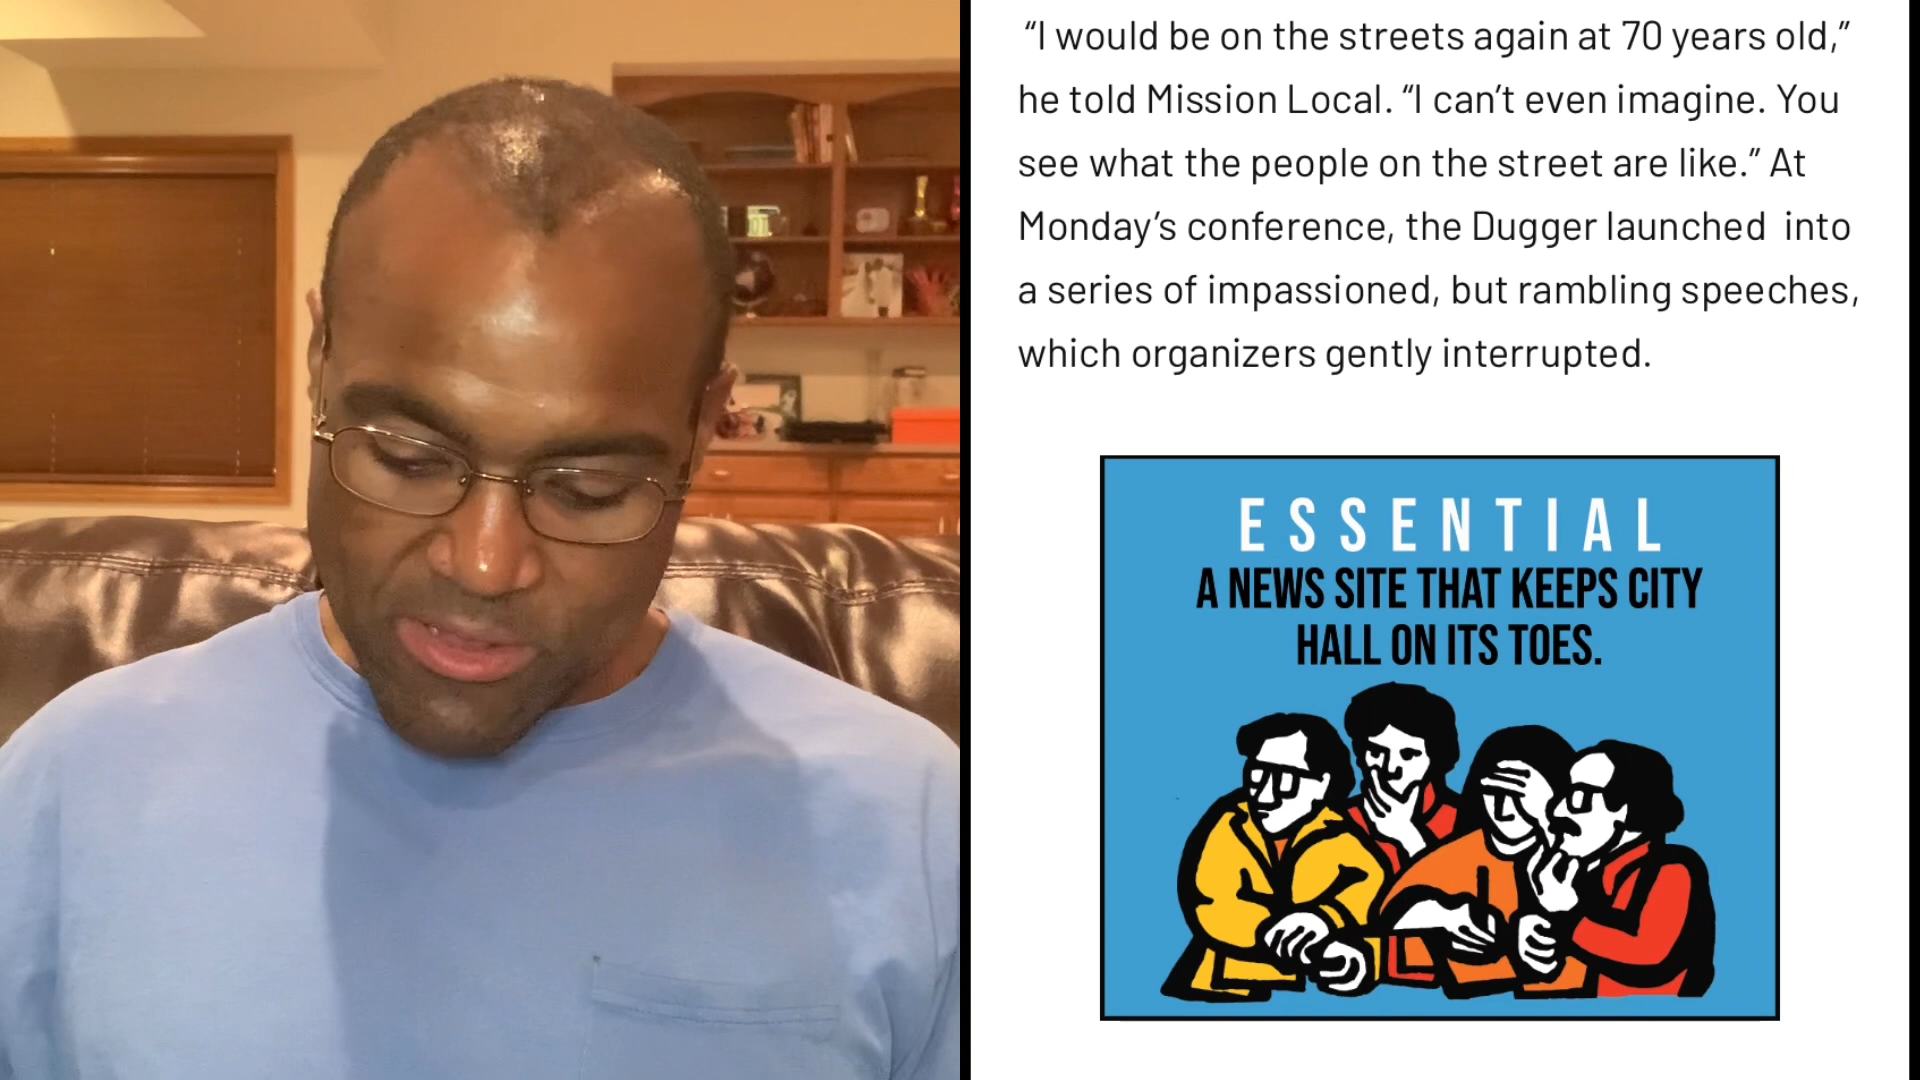 “I would be on the streets again at 70 years old,”
he told Mission Local. “I can’t even imagine. You
see what the people on the street are like.” At
Monday’s conference, the Dugger launched  into
a series of impassioned, but rambling speeches,
which organizers gently interrupted.
ESSENTIAL
A NEWS SITE THAT KEEPS CITY
HALL ON ITS TOES.